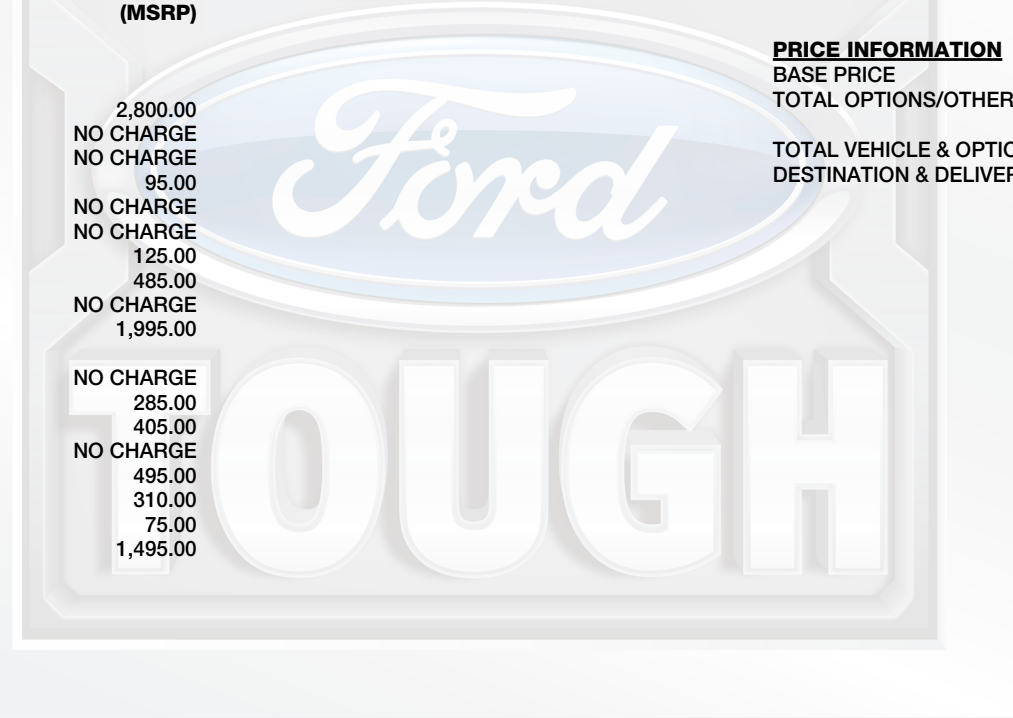 (MSRP)
2,800.00
NO CHARGE
NO CHARGE
95.00
NO CHARGE
NO CHARGE
125.00
485.00
NO CHARGE
1,995.00
NO CHARGE
285.00
405.00
NO CHARGE
495.00
310.00
75.00
1,495.00
PRICE INFORMATION
BASE PRICE
TOTAL OPTIONS/OTHER
TOTAL VEHICLE & OPTIO
DESTINATION & DELIVER
Ford
TOUGH